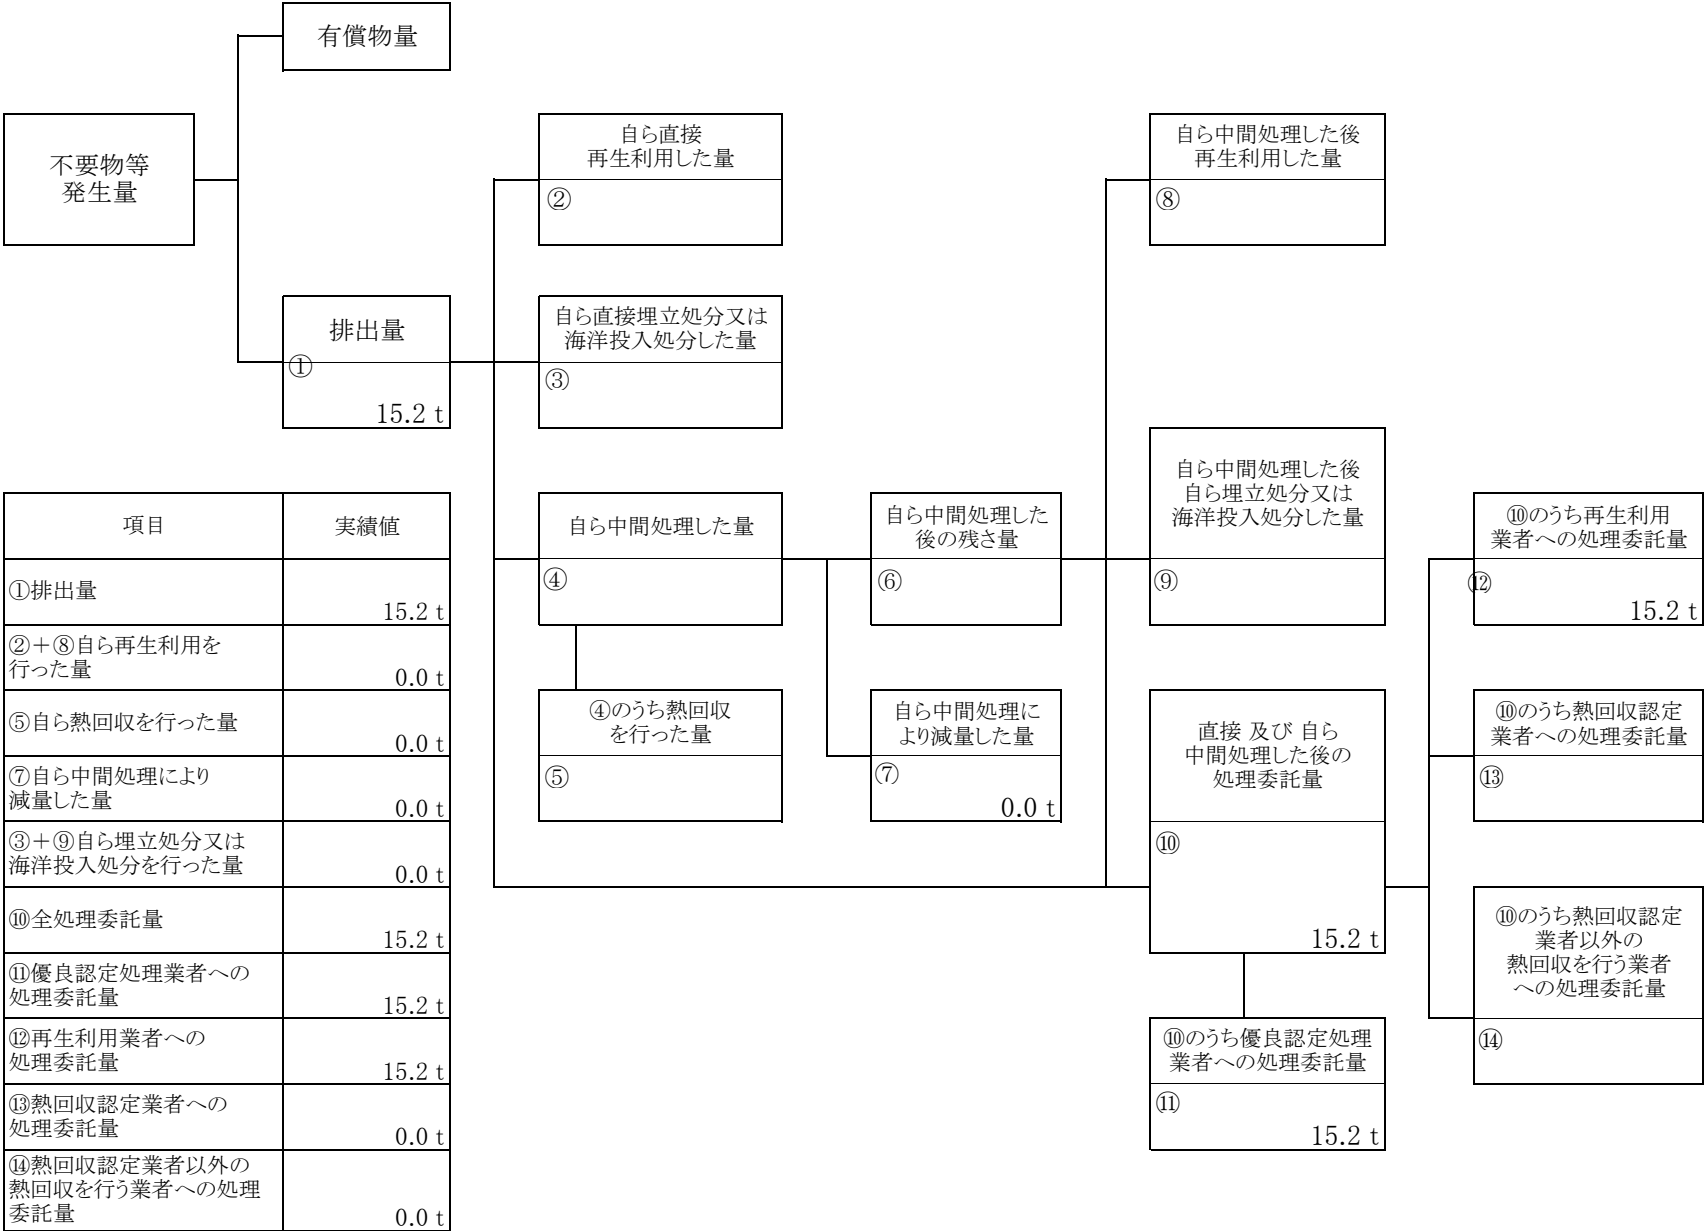 有償物量
不要物等
発生量
排出量
①
15.2 t
自ら直接
再生利用した量
②
自ら直接埋立処分又は
海洋投入処分した量
③
自ら中間処理した量
④
④のうち熱回収
を行った量
⑤
自ら中間処理した
後の残さ量
⑥
自ら中間処理に
より減量した量
⑦
0.0 t
自ら中間処理した後
再生利用した量
⑧
自ら中間処理した後
自ら埋立処分又は
海洋投入処分した量
⑨
直接 及び 自ら
中間処理した後の
処理委託量
⑩
15.2 t
⑩のうち優良認定処理
業者への処理委託量
⑪
15.2 t
⑩のうち再生利用
業者への処理委託量
⑫
15.2 t
⑩のうち熱回収認定
業者への処理委託量
⑬
⑩のうち熱回収認定
業者以外の
熱回収を行う業者
への処理委託量
⑭
項目 実績値
①排出量
15.2 t
②＋⑧自ら再生利用を
行った量
0.0 t
⑤自ら熱回収を行った量
0.0 t
⑦自ら中間処理により
減量した量
0.0 t
③＋⑨自ら埋立処分又は
海洋投入処分を行った量
0.0 t
⑩全処理委託量
15.2 t
⑪優良認定処理業者への
処理委託量
15.2 t
⑫再生利用業者への
処理委託量
15.2 t
⑬熱回収認定業者への
処理委託量
0.0 t
⑭熱回収認定業者以外の
熱回収を行う業者への処理
委託量
0.0 t